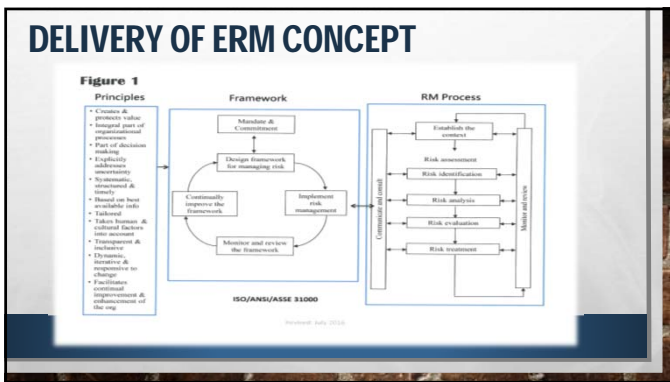 DELIVERY OF ERM CONCEPT
Figure 1
Principles
• Creates &
protects value
• Integral part of
organizational
processes
• Part of decision
making
• Explicitly
addresses
uncertainty
• Systematic,
structured &
timely
• Based on best
available info
• Tailored
• Takes human &
cultural factors
into account
• Transparent &
inclusive
• Dynamic,
iterative &
responsive to
change
• Facilitates
continual
improvement &
enhancement of
the org
Framework
Mandate &
Commitment
Design framework
for managing risk
Continually
improve the
framework
Implement
risk
management
Monitor and review
the framework
ISO/ANSI/ASSE 31000
RM Process
Communicate and consult
Establish the
context
Risk assessment
Risk identification
Risk analysis
Risk evaluation
Risk treatment
Monitor and review
Revised: July 2016